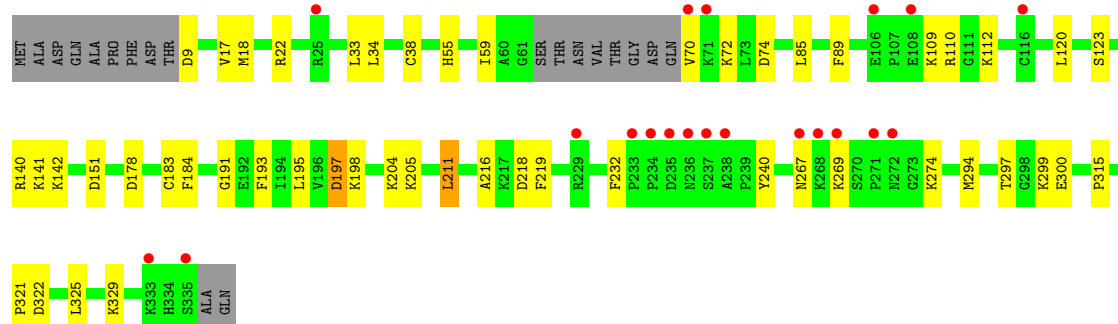 MET ALA ASP GLN ALA PRO PHE ASP THR D9 V17 M18 R22 R25 L33 L34 C38 H55 I59 A60 G61 SER THR ASN VAL THR GLY ASP GLN V70 K71 K72 L73 D74 L85 F89 E106 P107 E108 K109 R110 G111 K112 C116 L120 S123
R140 K141 K142 D151 D178 C183 F184 G191 E192 F193 I194 L195 V196 D197 K198 K204 K205 L211 A216 K217 D218 F219 R229 F232 P233 P234 D235 N236 S237 A238 P239 Y240 N267 K268 K269 S270 P271 N272 G273 K274 M294 T297 G298 K299 E300 P315
P321 D322 L325 K329 K333 H334 S335 ALA GLN